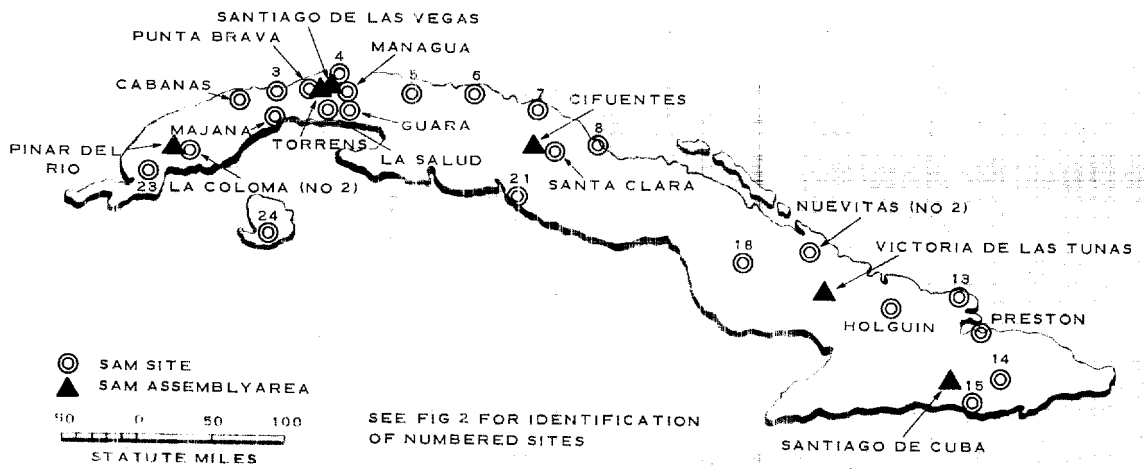 SANTIAGO DE LAS VEGAS
PUNTA BRAVA
4
MANAGUA
CABANAS
3
5
6
7
CIFUENTES
8
MAJANA
GUARA
TORRENS
LA SALUD
PINAR DEL
RIO
23
LA COLOMA (NO 2)
SANTA CLARA
21
24
NUEVITAS (NO 2)
18
VICTORIA DE LAS TUNAS
13
HOLGUIN
PRESTON
14
15
SANTIAGO DE CUBA
SAM SITE
SAM ASSEMBLY AREA
50 0 50 100
STATUTE MILES
SEE FIG 2 FOR IDENTIFICATION
OF NUMBERED SITES